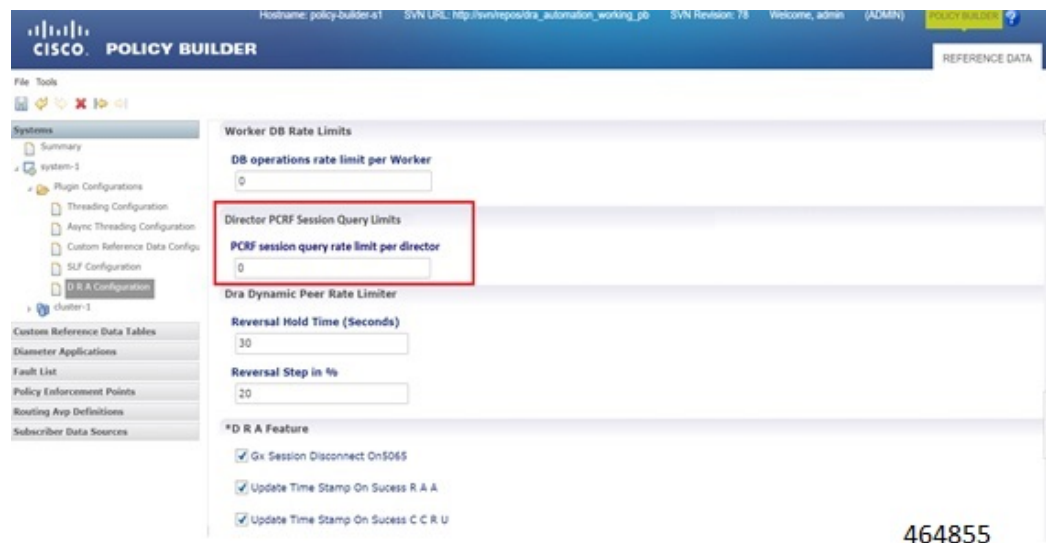 Hostname: policy-builder-s1 SVN URL: http://svn/repos/dra_automation_working_pb SVN Revision: 78 Welcome, admin (ADMIN) POLICY BUILDER ?
CISCO. POLICY BUILDER
REFERENCE DATA
File Tools
Systems
Summary
system-1
Plugin Configurations
Threading Configuration
Async Threading Configuration
Custom Reference Data Configu
SLF Configuration
D R A Configuration
cluster-1
Custom Reference Data Tables
Diameter Applications
Fault List
Policy Enforcement Points
Routing Avp Definitions
Subscriber Data Sources
Worker DB Rate Limits
DB operations rate limit per Worker
0
Director PCRF Session Query Limits
PCRF session query rate limit per director
0
Dra Dynamic Peer Rate Limiter
Reversal Hold Time (Seconds)
30
Reversal Step in %
20
*D R A Feature
Gx Session Disconnect On5065
Update Time Stamp On Sucess R A A
Update Time Stamp On Sucess C C R U
464855